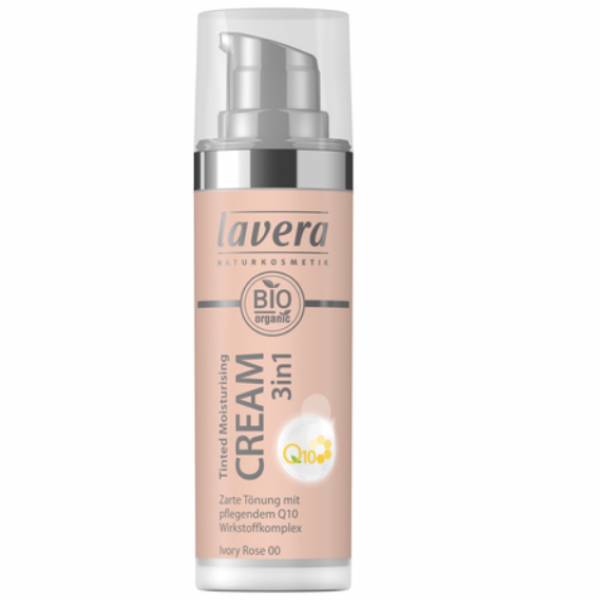 lavera
NATURKOSMETIK
BIO
organic
Tinted Moisturising
CREAM
3in1
Q10
Zarte Tönung mit
pflegendem Q10
Wirkstoffkomplex
Ivory Rose 00